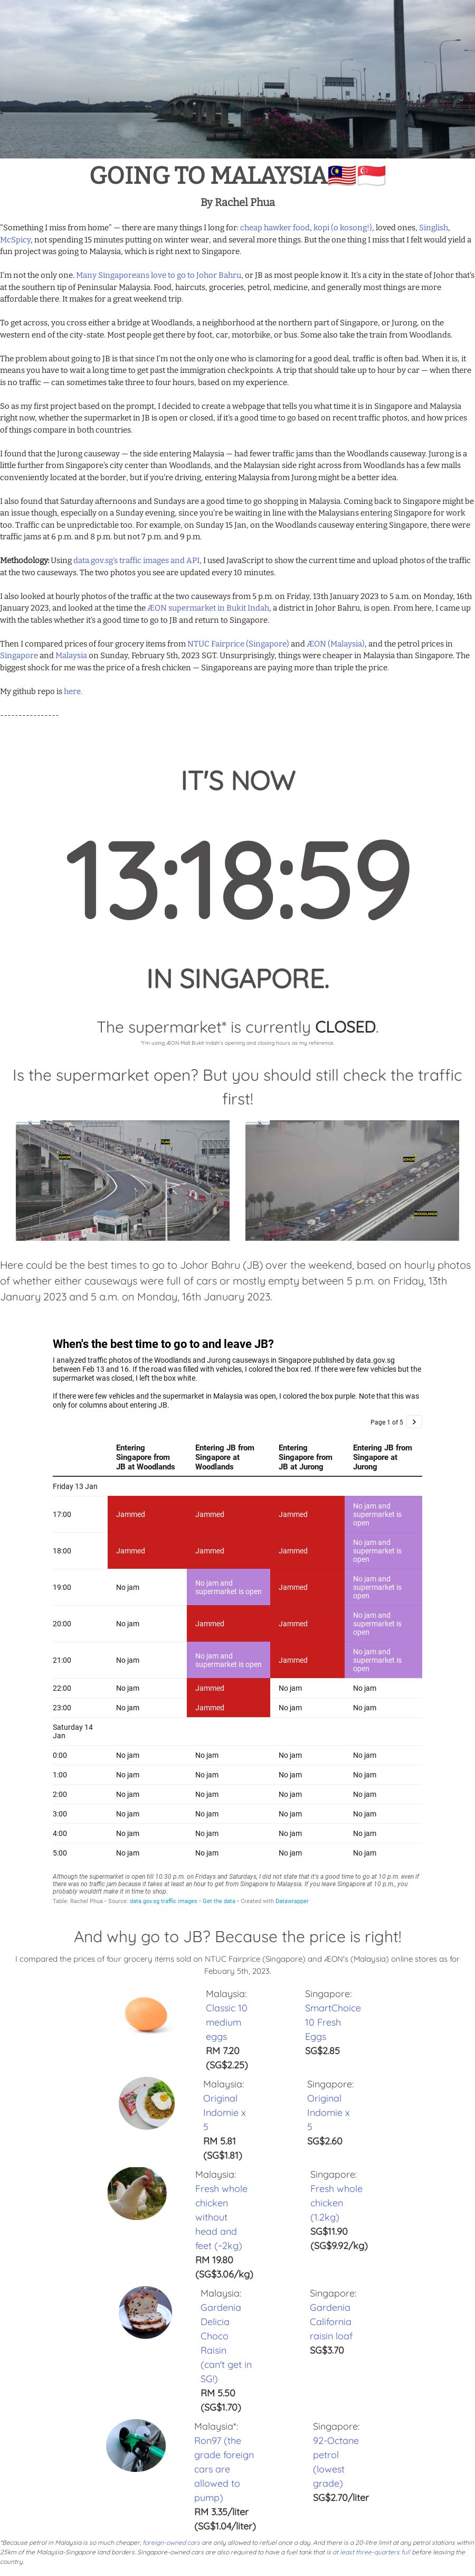 GOING TO MALAYSIA🇲🇾🇸🇬
By Rachel Phua
"Something I miss from home" — there are many things I long for: cheap hawker food, kopi (o kosong!), loved ones, Singlish,
McSpicy, not spending 15 minutes putting on winter wear, and several more things. But the one thing I miss that I felt would yield a
fun project was going to Malaysia, which is right next to Singapore.
I'm not the only one. Many Singaporeans love to go to Johor Bahru, or JB as most people know it. It's a city in the state of Johor that's
at the southern tip of Peninsular Malaysia. Food, haircuts, groceries, petrol, medicine, and generally most things are more
affordable there. It makes for a great weekend trip.
To get across, you cross either a bridge at Woodlands, a neighborhood at the northern part of Singapore, or Jurong, on the
western end of the city-state. Most people get there by foot, car, motorbike, or bus. Some also take the train from Woodlands.
The problem about going to JB is that since I'm not the only one who is clamoring for a good deal, traffic is often bad. When it is, it
means you have to wait a long time to get past the immigration checkpoints. A trip that should take up to hour by car — when there
is no traffic — can sometimes take three to four hours, based on my experience.
So as my first project based on the prompt, I decided to create a webpage that tells you what time it is in Singapore and Malaysia
right now, whether the supermarket in JB is open or closed, if it's a good time to go based on recent traffic photos, and how prices
of things compare in both countries.
I found that the Jurong causeway — the side entering Malaysia — had fewer traffic jams than the Woodlands causeway. Jurong is a
little further from Singapore's city center than Woodlands, and the Malaysian side right across from Woodlands has a few malls
conveniently located at the border, but if you're driving, entering Malaysia from Jurong might be a better idea.
I also found that Saturday afternoons and Sundays are a good time to go shopping in Malaysia. Coming back to Singapore might be
an issue though, especially on a Sunday evening, since you're be waiting in line with the Malaysians entering Singapore for work
too. Traffic can be unpredictable too. For example, on Sunday 15 Jan, on the Woodlands causeway entering Singapore, there were
traffic jams at 6 p.m. and 8 p.m. but not 7 p.m. and 9 p.m.
Methodology: Using data.gov.sg's traffic images and API, I used JavaScript to show the current time and upload photos of the traffic
at the two causeways. The two photos you see are updated every 10 minutes.
I also looked at hourly photos of the traffic at the two causeways from 5 p.m. on Friday, 13th January 2023 to 5 a.m. on Monday, 16th
January 2023, and looked at the time the ÆON supermarket in Bukit Indah, a district in Johor Bahru, is open. From here, I came up
with the tables whether it's a good time to go to JB and return to Singapore.
Then I compared prices of four grocery items from NTUC Fairprice (Singapore) and ÆON (Malaysia), and the petrol prices in
Singapore and Malaysia on Sunday, February 5th, 2023 SGT. Unsurprisingly, things were cheaper in Malaysia than Singapore. The
biggest shock for me was the price of a fresh chicken — Singaporeans are paying more than triple the price.
My github repo is here.
----------------
IT'S NOW
13:18:59
IN SINGAPORE.
The supermarket* is currently CLOSED.
*I'm using ÆON Mall Bukit Indah's opening and closing hours as my reference.
Is the supermarket open? But you should still check the traffic
first!
Here could be the best times to go to Johor Bahru (JB) over the weekend, based on hourly photos
of whether either causeways were full of cars or mostly empty between 5 p.m. on Friday, 13th
January 2023 and 5 a.m. on Monday, 16th January 2023.
When's the best time to go to and leave JB?
I analyzed traffic photos of the Woodlands and Jurong causeways in Singapore published by data.gov.sg
between Feb 13 and 16. If the road was filled with vehicles, I colored the box red. If there were few vehicles but the
supermarket was closed, I left the box white.
If there were few vehicles and the supermarket in Malaysia was open, I colored the box purple. Note that this was
only for columns about entering JB.
Page 1 of 5 >
Entering Singapore from JB at Woodlands
Entering JB from Singapore at Woodlands
Entering Singapore from JB at Jurong
Entering JB from Singapore at Jurong
Friday 13 Jan
17:00 Jammed Jammed Jammed No jam and supermarket is open
18:00 Jammed Jammed Jammed No jam and supermarket is open
19:00 No jam No jam and supermarket is open Jammed No jam and supermarket is open
20:00 No jam Jammed Jammed No jam and supermarket is open
21:00 No jam No jam and supermarket is open Jammed No jam and supermarket is open
22:00 No jam Jammed No jam No jam
23:00 No jam Jammed No jam No jam
Saturday 14 Jan
0:00 No jam No jam No jam No jam
1:00 No jam No jam No jam No jam
2:00 No jam No jam No jam No jam
3:00 No jam No jam No jam No jam
4:00 No jam No jam No jam No jam
5:00 No jam No jam No jam No jam
Although the supermarket is open till 10:30 p.m. on Fridays and Saturdays, I did not state that it's a good time to go at 10 p.m. even if
there was no traffic jam because it takes at least an hour to get from Singapore to Malaysia. If you leave Singapore at 10 p.m., you
probably wouldn't make it in time to shop.
Table: Rachel Phua • Source: data.gov.sg traffic images • Get the data • Created with Datawrapper
And why go to JB? Because the price is right!
I compared the prices of four grocery items sold on NTUC Fairprice (Singapore) and ÆON's (Malaysia) online stores as for
Febuary 5th, 2023.
Malaysia:
Classic 10
medium
eggs
RM 7.20
(SG$2.25)
Singapore:
SmartChoice
10 Fresh
Eggs
SG$2.85
Malaysia:
Original
Indomie x
5
RM 5.81
(SG$1.81)
Singapore:
Original
Indomie x
5
SG$2.60
Malaysia:
Fresh whole
chicken
without
head and
feet (~2kg)
RM 19.80
(SG$3.06/kg)
Singapore:
Fresh whole
chicken
(1.2kg)
SG$11.90
(SG$9.92/kg)
Malaysia:
Gardenia
Delicia
Choco
Raisin
(can't get in
SG!)
RM 5.50
(SG$1.70)
Singapore:
Gardenia
California
raisin loaf
SG$3.70
Malaysia*:
Ron97 (the
grade foreign
cars are
allowed to
pump)
RM 3.35/liter
(SG$1.04/liter)
Singapore:
92-Octane
petrol
(lowest
grade)
SG$2.70/liter
*Because petrol in Malaysia is so much cheaper, foreign-owned cars are only allowed to refuel once a day. And there is a 20-litre limit at any petrol stations within
25km of the Malaysia-Singapore land borders. Singapore-owned cars are also required to have a fuel tank that is at least three-quarters full before leaving the
country.